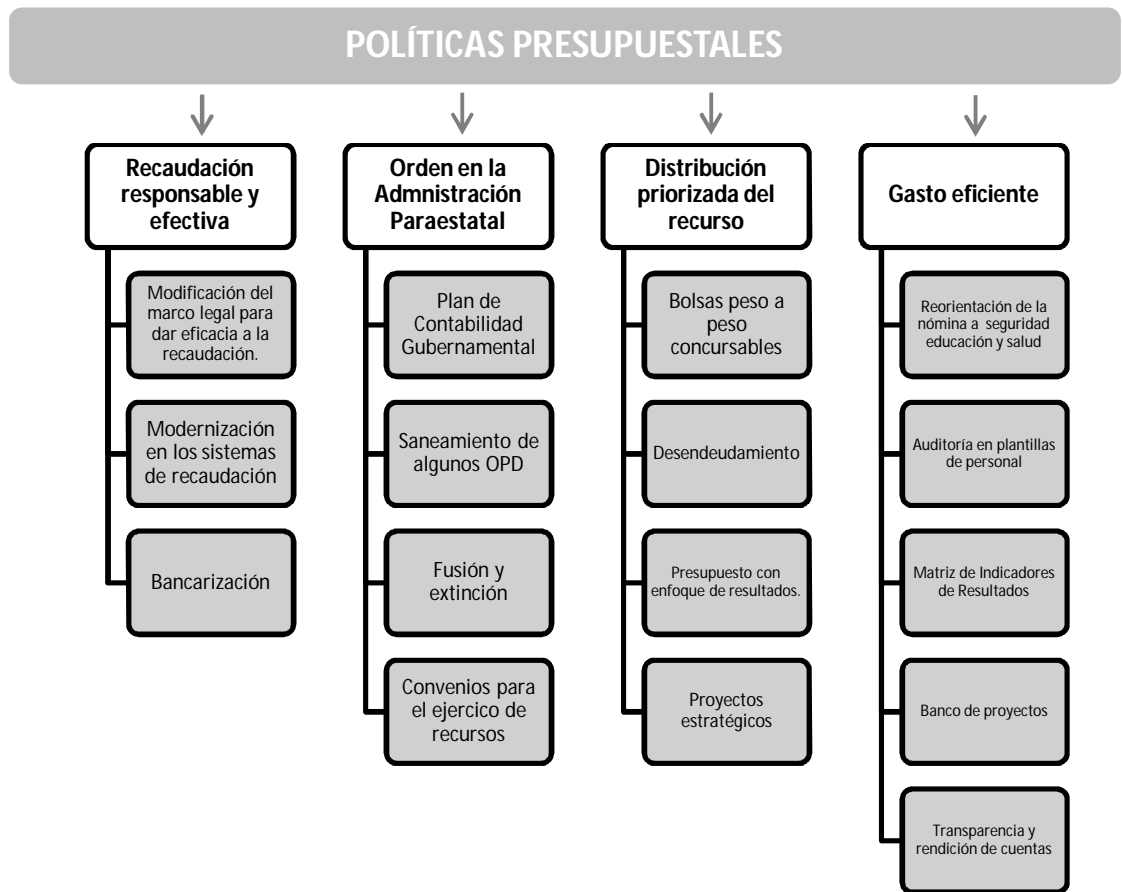 POLÍTICAS PRESUPUESTALES
Recaudación
responsable y
efectiva
Modificación del
marco legal para
dar eficacia a la
recaudación.
Modernización
en los sistemas
de recaudación
Bancarización
Orden en la
Admnistración
Paraestatal
Plan de
Contabilidad
Gubernamental
Saneamiento de
algunos OPD
Fusión y
extinción
Convenios para
el ejercico de
recursos
Distribución
priorizada del
recurso
Bolsas peso a
peso
concursables
Desendeudamiento
Presupuesto con
enfoque de resultados.
Proyectos
estratégicos
Gasto eficiente
Reorientación de la
nómina a seguridad
educación y salud
Auditoría en plantillas
de personal
Matriz de Indicadores
de Resultados
Banco de proyectos
Transparencia y
rendición de cuentas